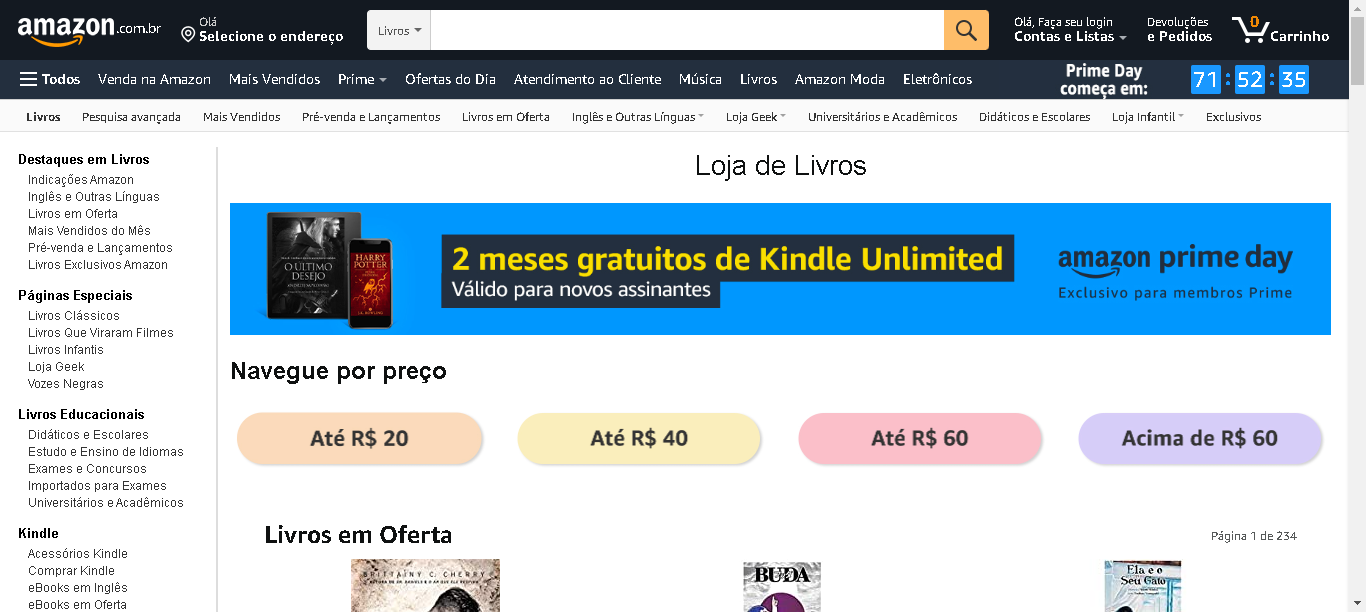 amazon.com.br
Olá
Selecione o endereço
Livros
Olá, Faça seu login
Contas e Listas
Devoluções
e Pedidos
0
Carrinho
Todos
Venda na Amazon
Mais Vendidos
Prime
Ofertas do Dia
Atendimento ao Cliente
Música
Livros
Amazon Moda
Eletrônicos
Prime Day
começa em:
71 : 52 : 35
Livros
Pesquisa avançada
Mais Vendidos
Pré-venda e Lançamentos
Livros em Oferta
Inglês e Outras Línguas
Loja Geek
Universitários e Acadêmicos
Didáticos e Escolares
Loja Infantil
Exclusivos
Destaques em Livros
Indicações Amazon
Inglês e Outras Línguas
Livros em Oferta
Mais Vendidos do Mês
Pré-venda e Lançamentos
Livros Exclusivos Amazon
Páginas Especiais
Livros Clássicos
Livros Que Viraram Filmes
Livros Infantis
Loja Geek
Vozes Negras
Livros Educacionais
Didáticos e Escolares
Estudo e Ensino de Idiomas
Exames e Concursos
Importados para Exames
Universitários e Acadêmicos
Kindle
Acessórios Kindle
Comprar Kindle
eBooks em Inglês
eBooks em Oferta
Loja de Livros
O ÚLTIMO
DESEJO
HARRY
POTTER
J.K. ROWLING
2 meses gratuitos de Kindle Unlimited
Válido para novos assinantes
amazon prime day
Exclusivo para membros Prime
Navegue por preço
Até R$ 20
Até R$ 40
Até R$ 60
Acima de R$ 60
Livros em Oferta
Página 1 de 234
BRITTAINY C. CHERRY
BUDA
Ela e o
Seu Gato